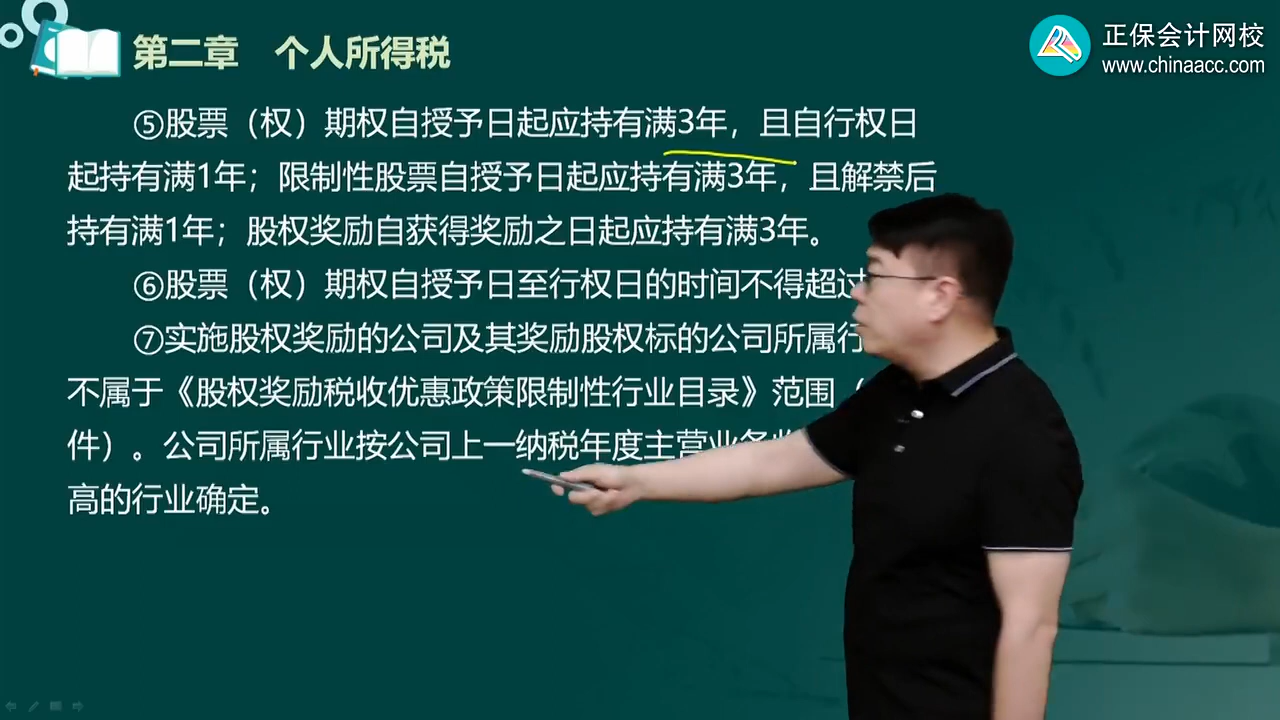 第二章 个人所得税
正保会计网校
www.chinaacc.com
⑤股票（权）期权自授予日起应持有满3年，且自行权日
起持有满1年；限制性股票自授予日起应持有满3年，且解禁后
持有满1年；股权奖励自获得奖励之日起应持有满3年。
⑥股票（权）期权自授予日至行权日的时间不得超过
⑦实施股权奖励的公司及其奖励股权标的公司所属行
不属于《股权奖励税收优惠政策限制性行业目录》范围（
件）。公司所属行业按公司上一纳税年度主营业务收
高的行业确定。